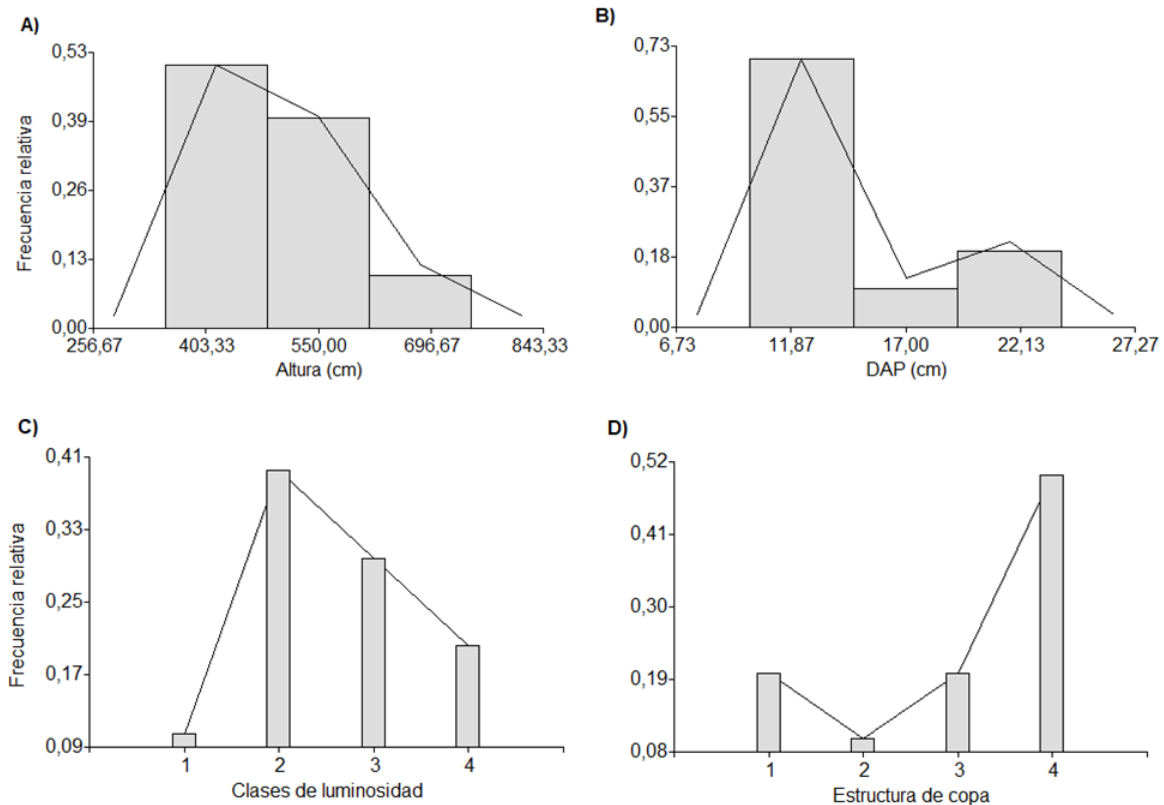 A)
Frecuencia relativa
0,53
0,39
0,26
0,13
0,00
256,67 403,33 550,00 696,67 843,33
Altura (cm)
B)
0,73
0,55
0,37
0,18
0,00
6,73 11,87 17,00 22,13 27,27
DAP (cm)
C)
Frecuencia relativa
0,41
0,33
0,25
0,17
0,09
1 2 3 4
Clases de luminosidad
D)
0,52
0,41
0,30
0,19
0,08
1 2 3 4
Estructura de copa